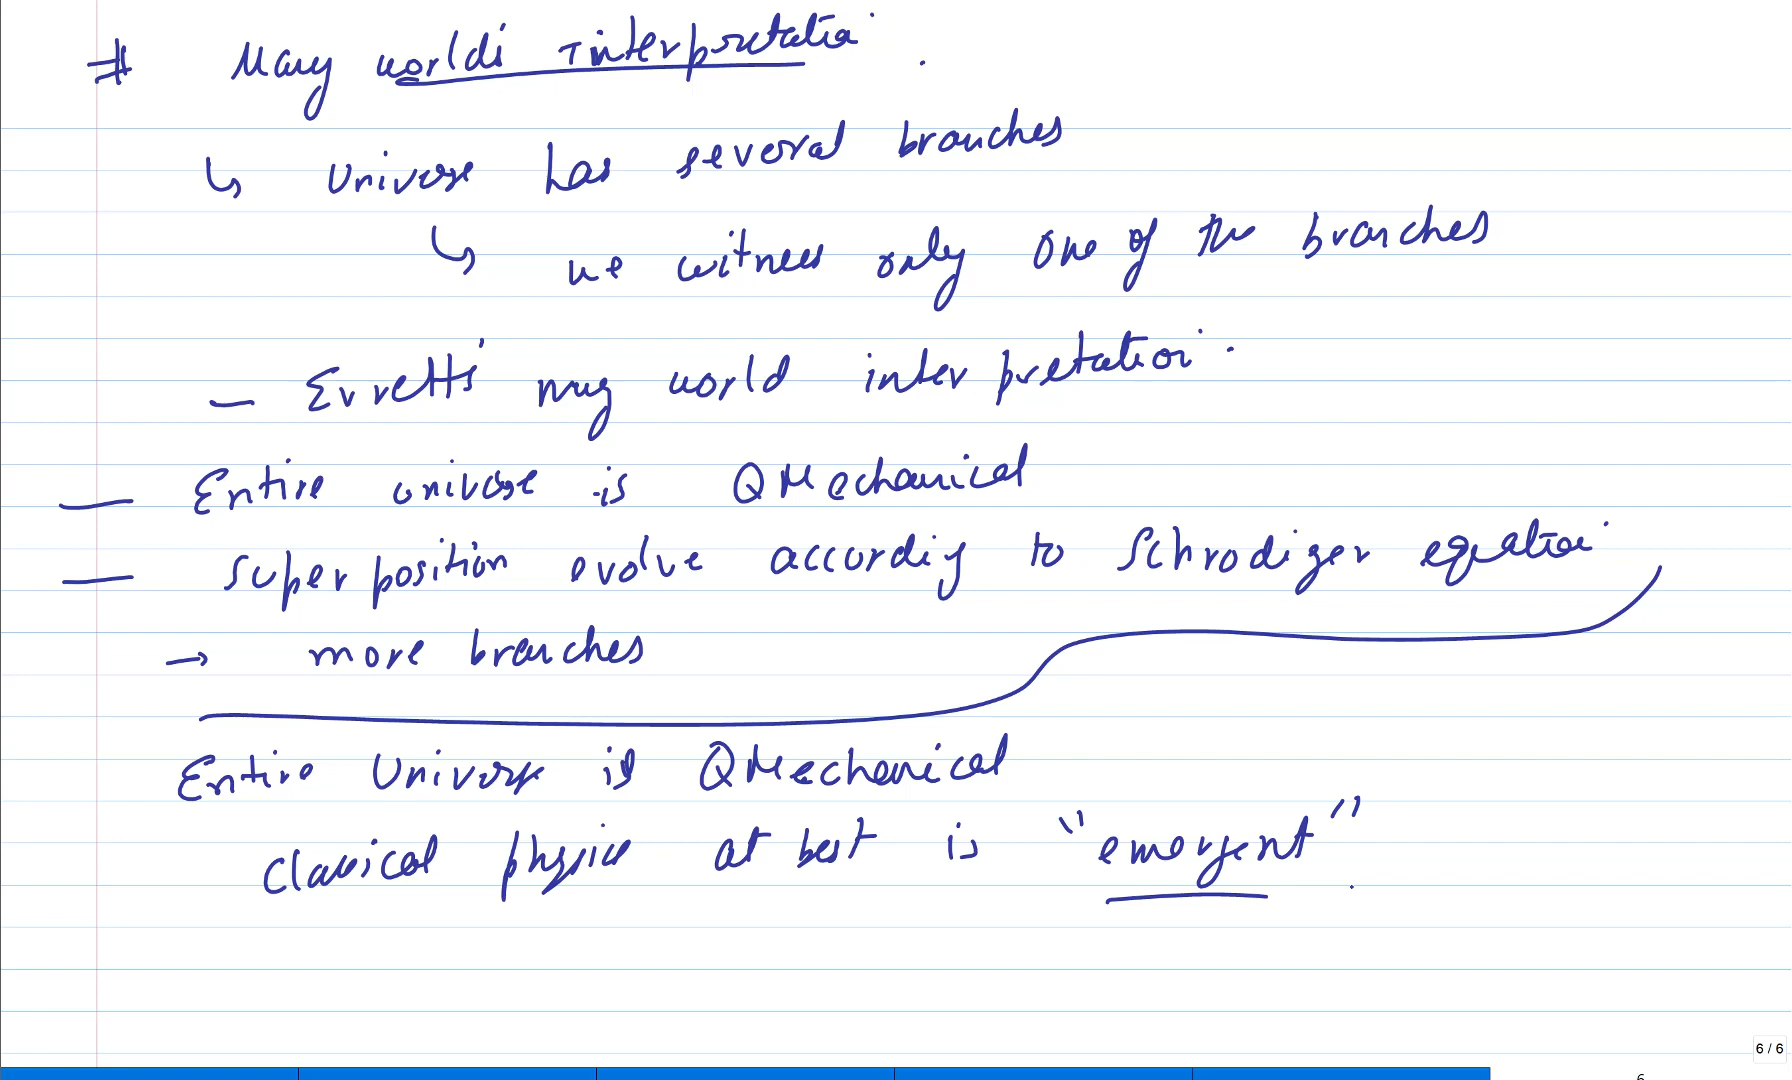 # Many worlds interpretation.
↳ Universe has several branches
↳ we witness only one of the branches
— Evretts' many world interpretation.
— Entire universe is QMechanical
— Superposition evolve according to Schrodiger equation
→ more branches
Entire Universe is QMechanical
Classical physics at best is "emergent".
6 / 6
6